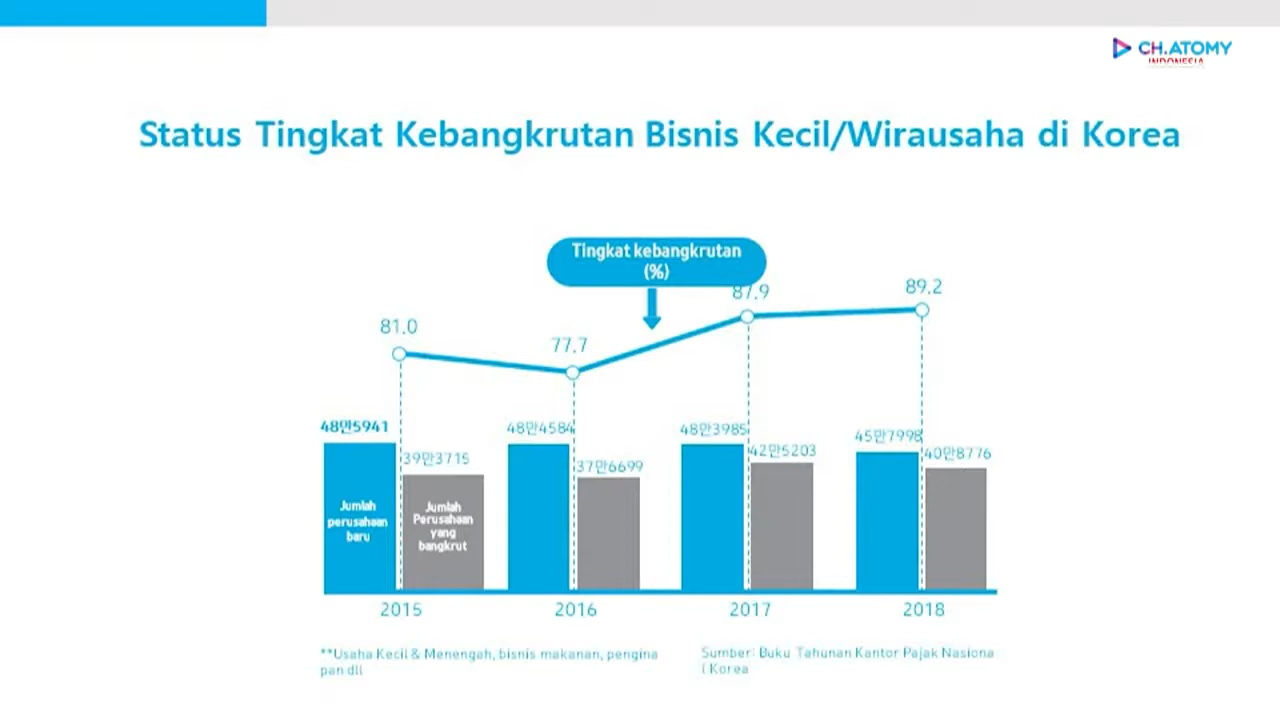 CH.ATOMY
INDONESIA
Status Tingkat Kebangkrutan Bisnis Kecil/Wirausaha di Korea
Tingkat kebangkrutan
(%)
81.0
77.7
87.9
89.2
48만5941
39만3715
48만4584
37만6699
48만3985
42만5203
45만7998
40만8776
Jumlah
perusahaan
baru
Jumlah
Perusahaan
yang
bangkrut
2015
2016
2017
2018
**Usaha Kecil & Menengah, bisnis makanan, pengina
pan dll
Sumber: Buku Tahunan Kantor Pajak Nasiona
l Korea